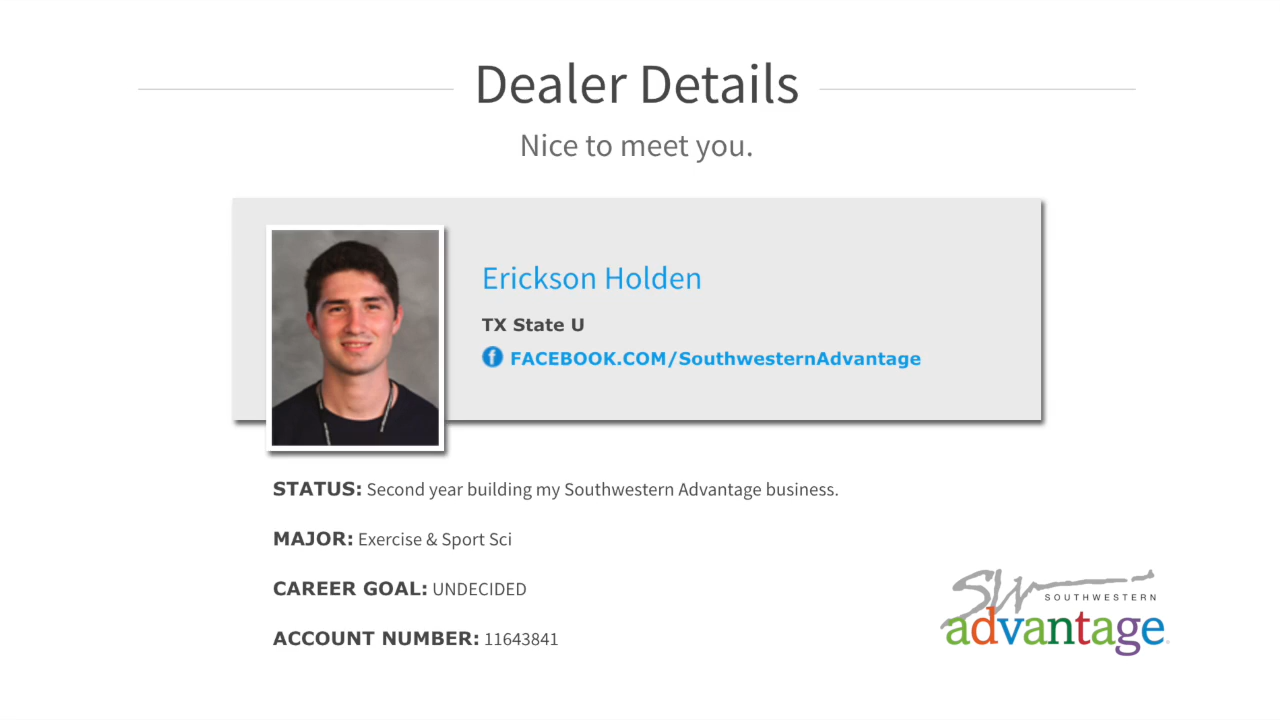 Dealer Details
Nice to meet you.
Erickson Holden
TX State U
f FACEBOOK.COM/SouthwesternAdvantage
STATUS: Second year building my Southwestern Advantage business.
MAJOR: Exercise & Sport Sci
CAREER GOAL: UNDECIDED
ACCOUNT NUMBER: 11643841
SW SOUTHWESTERN
advantage